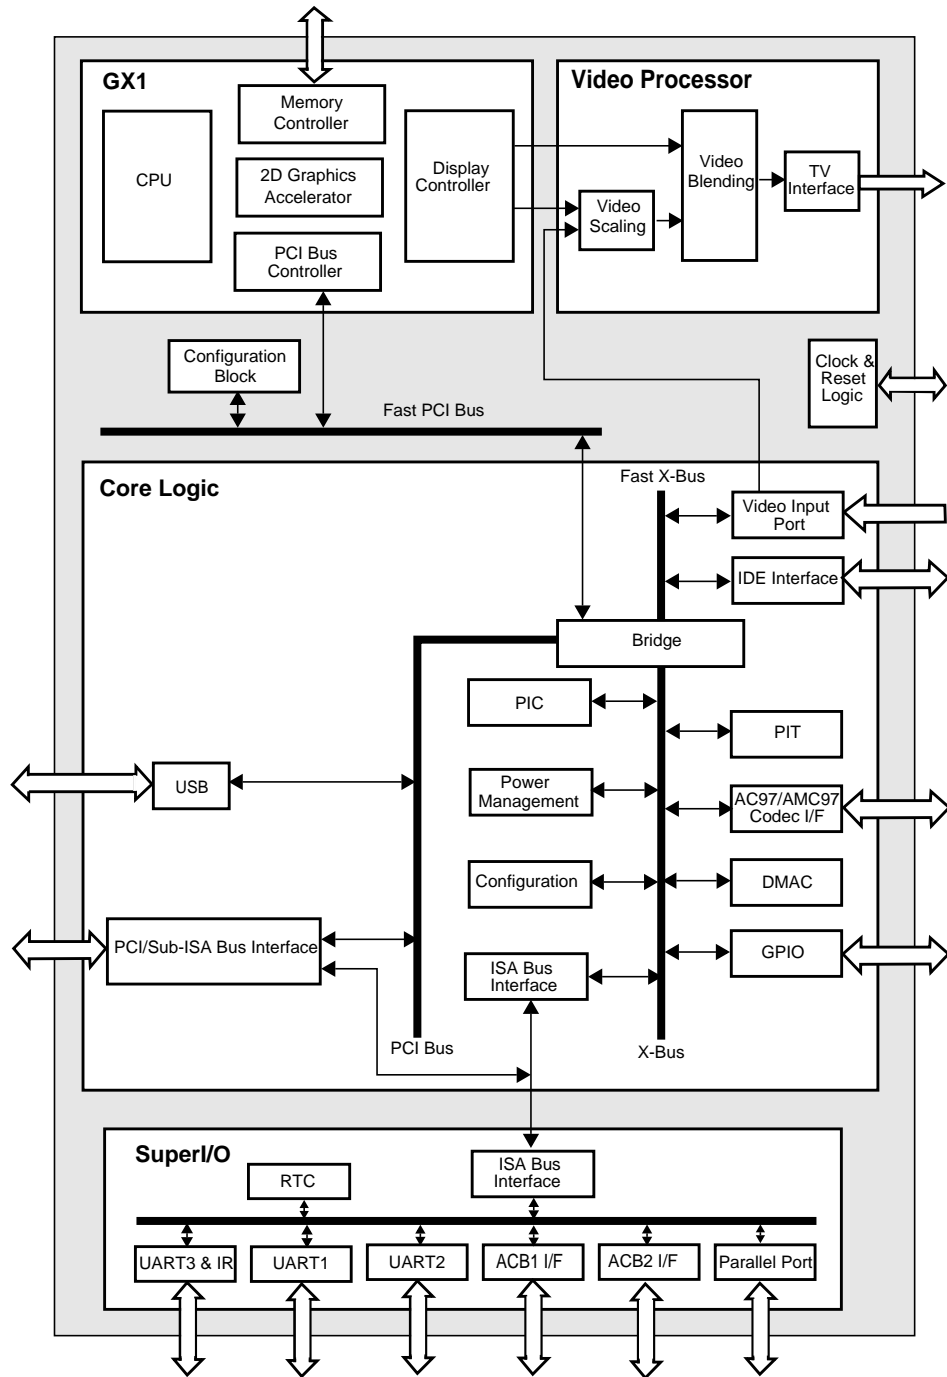 GX1
Video Processor
Memory
Controller
CPU
2D Graphics
Accelerator
Display
Controller
PCI Bus
Controller
Video
Scaling
Video
Blending
TV
Interface
Configuration
Block
Clock &
Reset
Logic
Fast PCI Bus
Core Logic
Fast X-Bus
Video Input
Port
IDE Interface
Bridge
PIC
PIT
USB
Power
Management
AC97/AMC97
Codec I/F
Configuration
DMAC
PCI/Sub-ISA Bus Interface
GPIO
ISA Bus
Interface
PCI Bus
X-Bus
SuperI/O
RTC
ISA Bus
Interface
UART3 & IR
UART1
UART2
ACB1 I/F
ACB2 I/F
Parallel Port